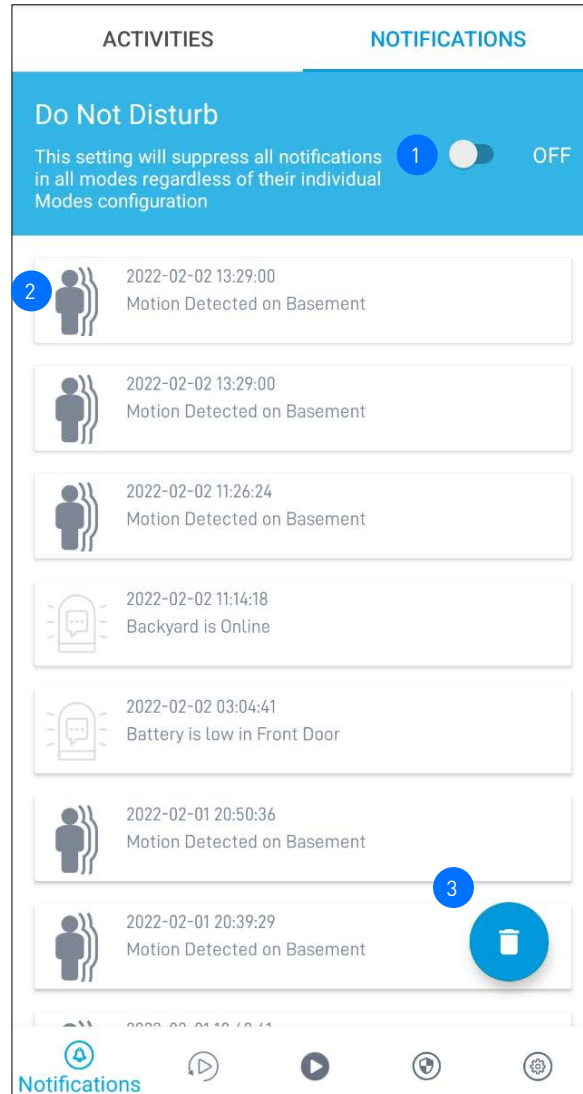 ACTIVITIES
NOTIFICATIONS
Do Not Disturb
This setting will suppress all notifications
in all modes regardless of their individual
Modes configuration
1
OFF
2
2022-02-02 13:29:00
Motion Detected on Basement
2022-02-02 13:29:00
Motion Detected on Basement
2022-02-02 11:26:24
Motion Detected on Basement
2022-02-02 11:14:18
Backyard is Online
2022-02-02 03:04:41
Battery is low in Front Door
2022-02-01 20:50:36
Motion Detected on Basement
3
2022-02-01 20:39:29
Motion Detected on Basement
Notifications